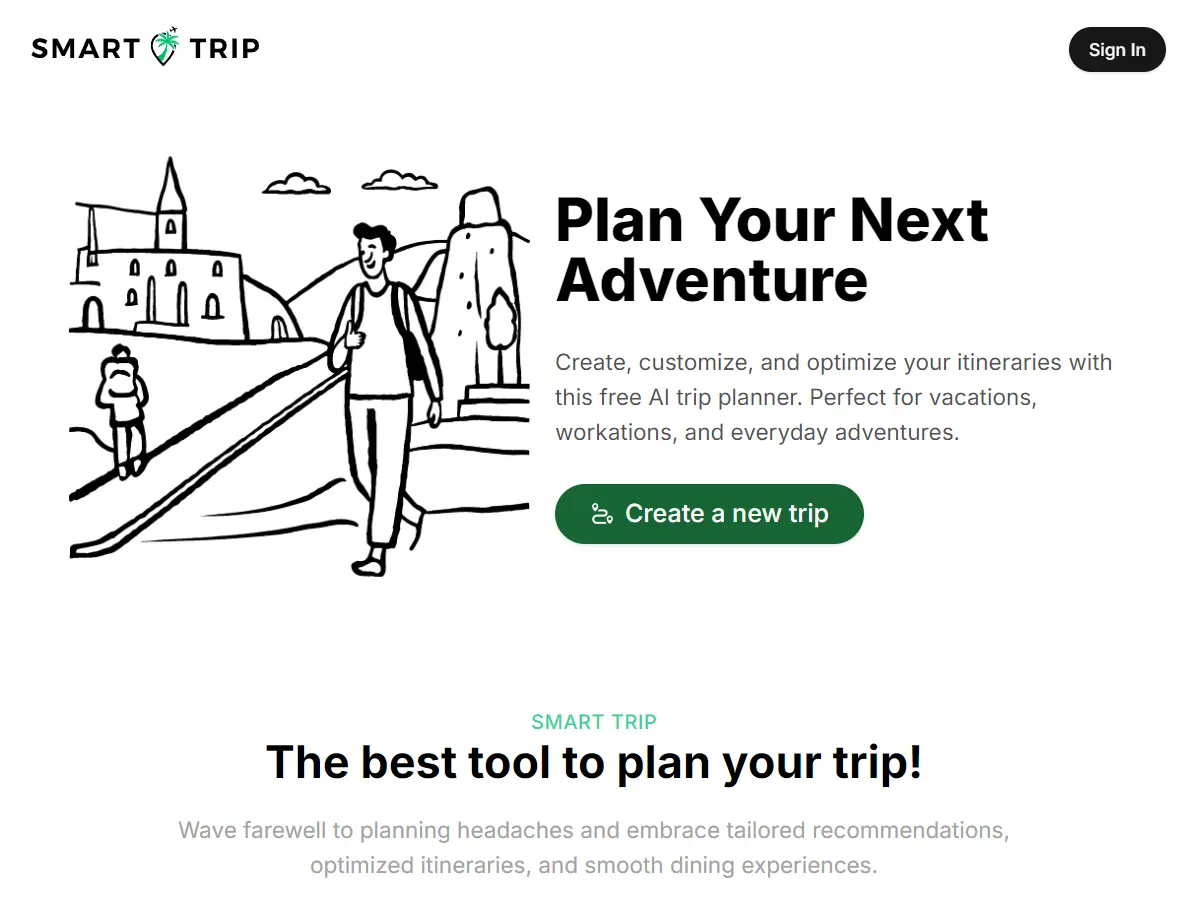 SMART TRIP
Sign In
Plan Your Next
Adventure
Create, customize, and optimize your itineraries with
this free AI trip planner. Perfect for vacations,
workations, and everyday adventures.
Create a new trip
SMART TRIP
The best tool to plan your trip!
Wave farewell to planning headaches and embrace tailored recommendations,
optimized itineraries, and smooth dining experiences.